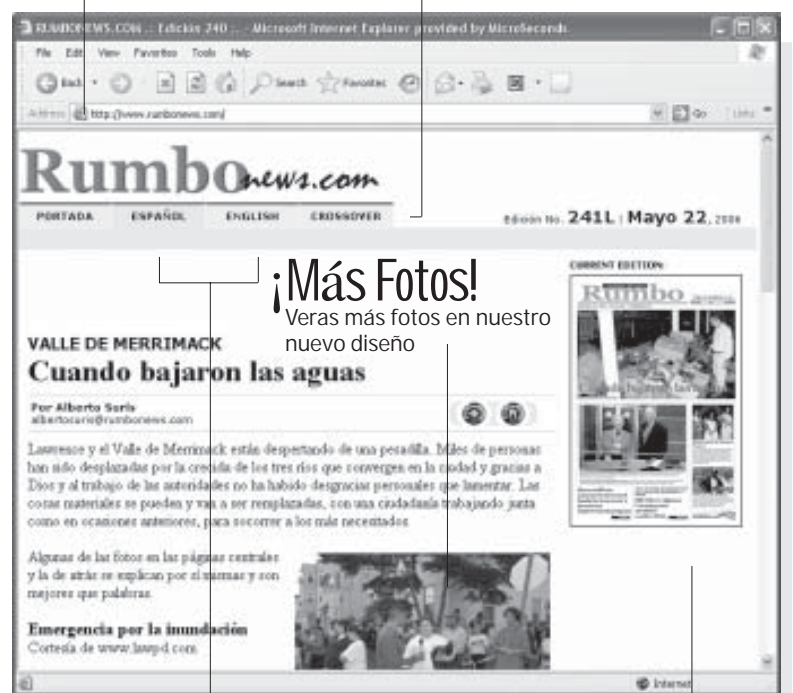 RUMBONEWS.COM ... Edición 240 ... - Microsoft Internet Explorer provided by MicroSeconds
File Edit View Favorites Tools Help
Back Search Favorites
Address http://www.rumbonews.com/ Go Links
Rumbo news.com
PORTADA ESPAÑOL ENGLISH CROSSOVER
Edición No. 241L | Mayo 22, 2006
¡Más Fotos!
Veras más fotos en nuestro
nuevo diseño
CURRENT EDITION:
Rumbo
VALLE DE MERRIMACK
Cuando bajaron las aguas
Por Alberto Suris
albertosuris@rumbonews.com
Lawrence y el Valle de Merrimack están despertando de una pesadilla. Miles de personas
han sido desplazadas por la crecida de los tres ríos que convergen en la ciudad y gracias a
Dios y al trabajo de las autoridades no ha habido desgracias personales que lamentar. Las
cosas materiales se pueden y van a ser remplazadas, con una ciudadanía trabajando junta
como en ocasiones anteriores, para socorrer a los más necesitados
Algunas de las fotos en las páginas centrales
y la de atrás se explican por sí mismas y son
mejores que palabras.
Emergencia por la inundación
Cortesía de www.lawpd.com
Internet